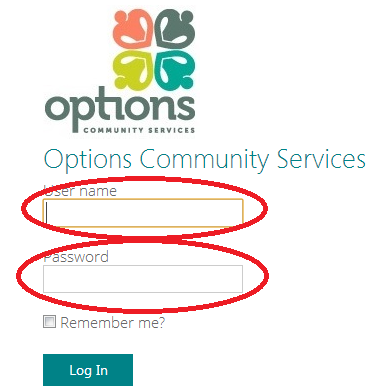 options
COMMUNITY SERVICES
Options Community Services
User name
Password
Remember me?
Log In